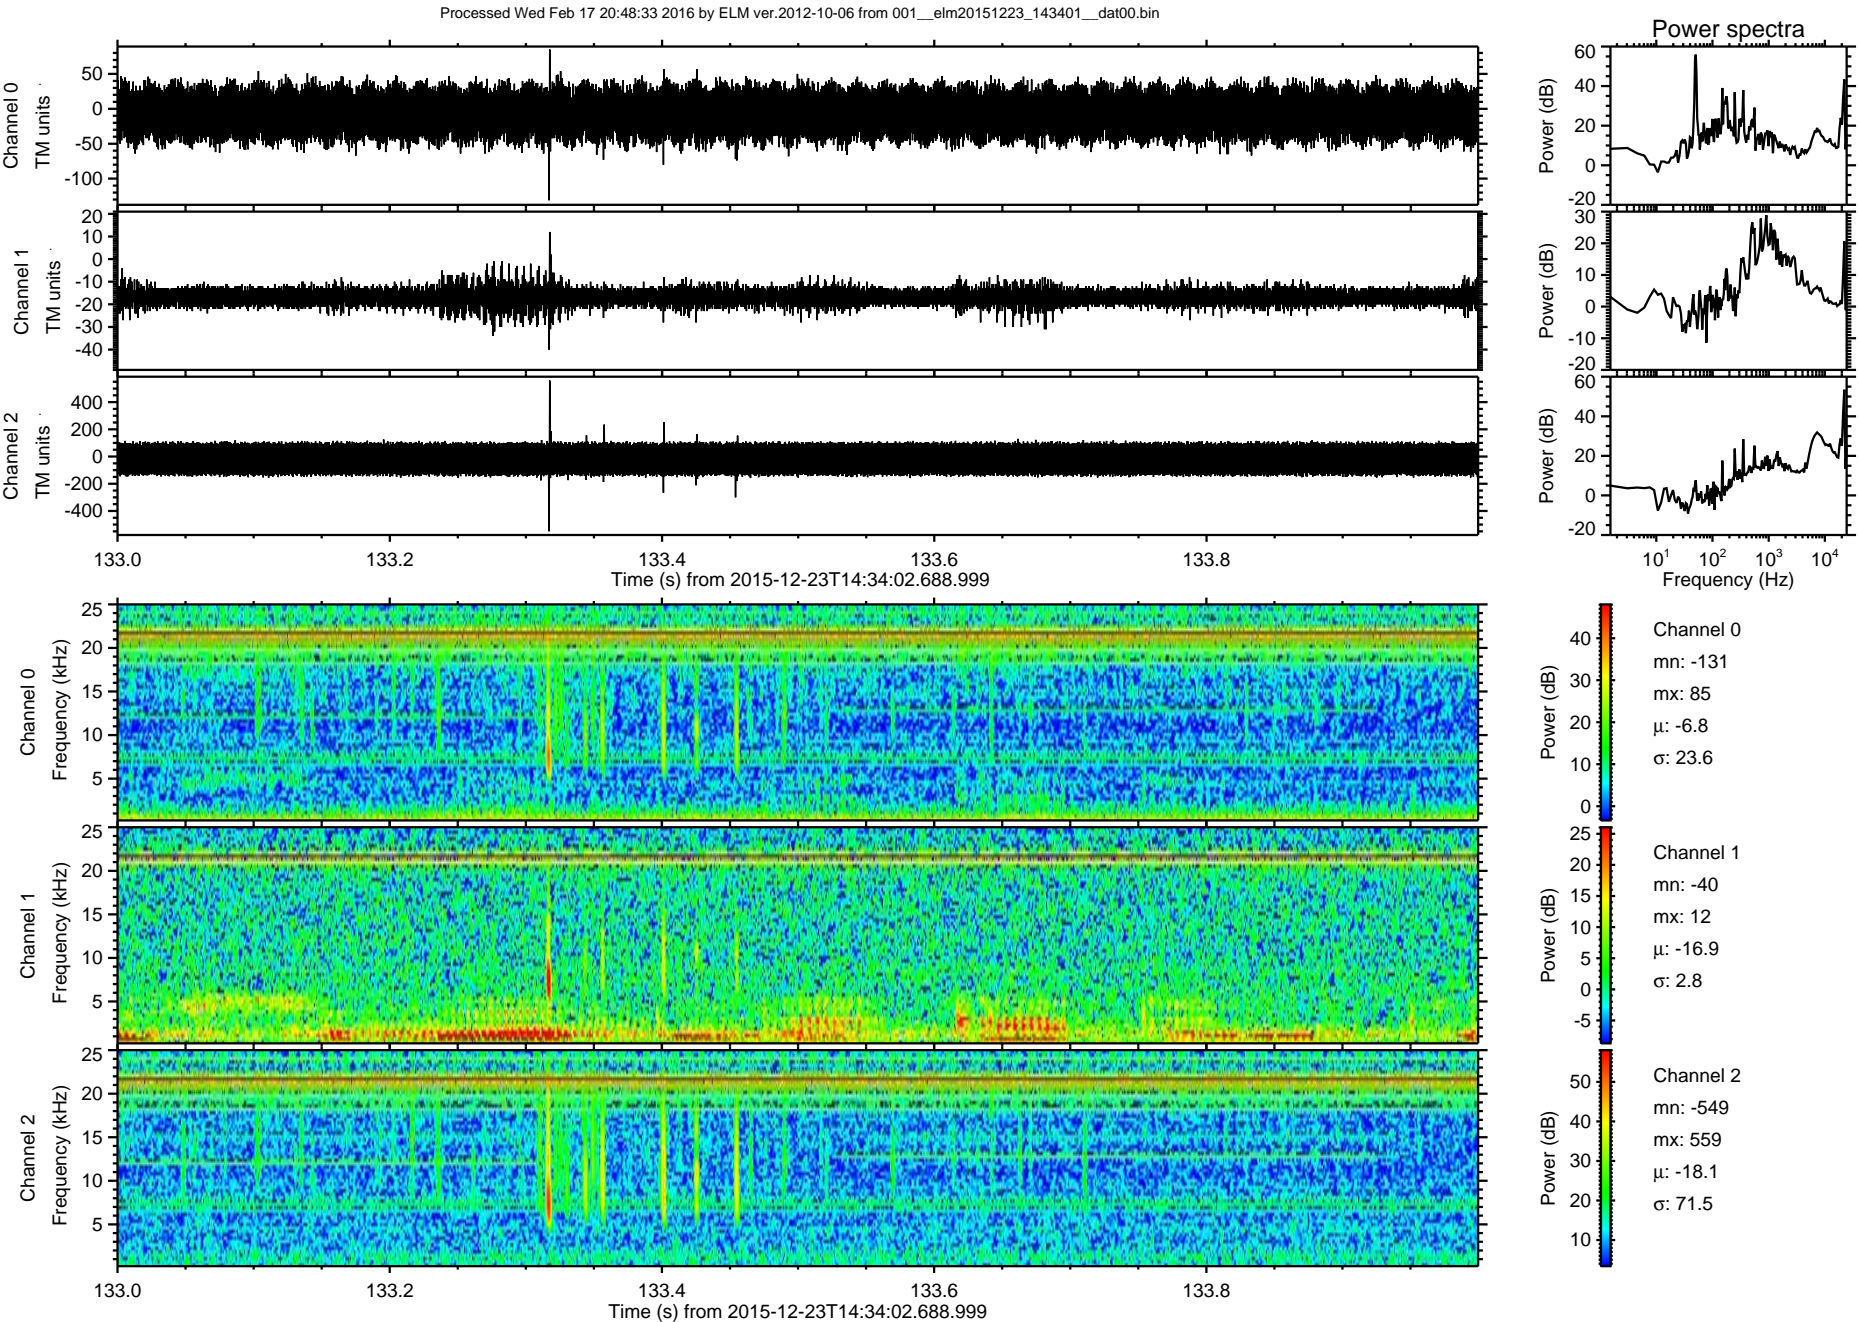 Processed Wed Feb 17 20:48:33 2016 by ELM ver.2012-10-06 from 001__elm20151223_143401__dat00.bin
Power spectra
Channel 0
TM units
50
0
-50
-100
Power (dB)
60
40
20
0
-20
Channel 1
TM units
20
10
0
-10
-20
-30
-40
Power (dB)
30
20
10
0
-10
-20
Channel 2
TM units
400
200
0
-200
-400
Power (dB)
60
40
20
0
-20
133.0 133.2 133.4 133.6 133.8
Time (s) from 2015-12-23T14:34:02.688.999
10¹ 10² 10³ 10⁴
Frequency (Hz)
Channel 0
Frequency (kHz)
25
20
15
10
5
Power (dB)
40
30
20
10
0
Channel 0
mn: -131
mx: 85
μ: -6.8
σ: 23.6
Channel 1
Frequency (kHz)
25
20
15
10
5
Power (dB)
25
20
15
10
5
0
-5
Channel 1
mn: -40
mx: 12
μ: -16.9
σ: 2.8
Channel 2
Frequency (kHz)
25
20
15
10
5
Power (dB)
50
40
30
20
10
Channel 2
mn: -549
mx: 559
μ: -18.1
σ: 71.5
133.0 133.2 133.4 133.6 133.8
Time (s) from 2015-12-23T14:34:02.688.999